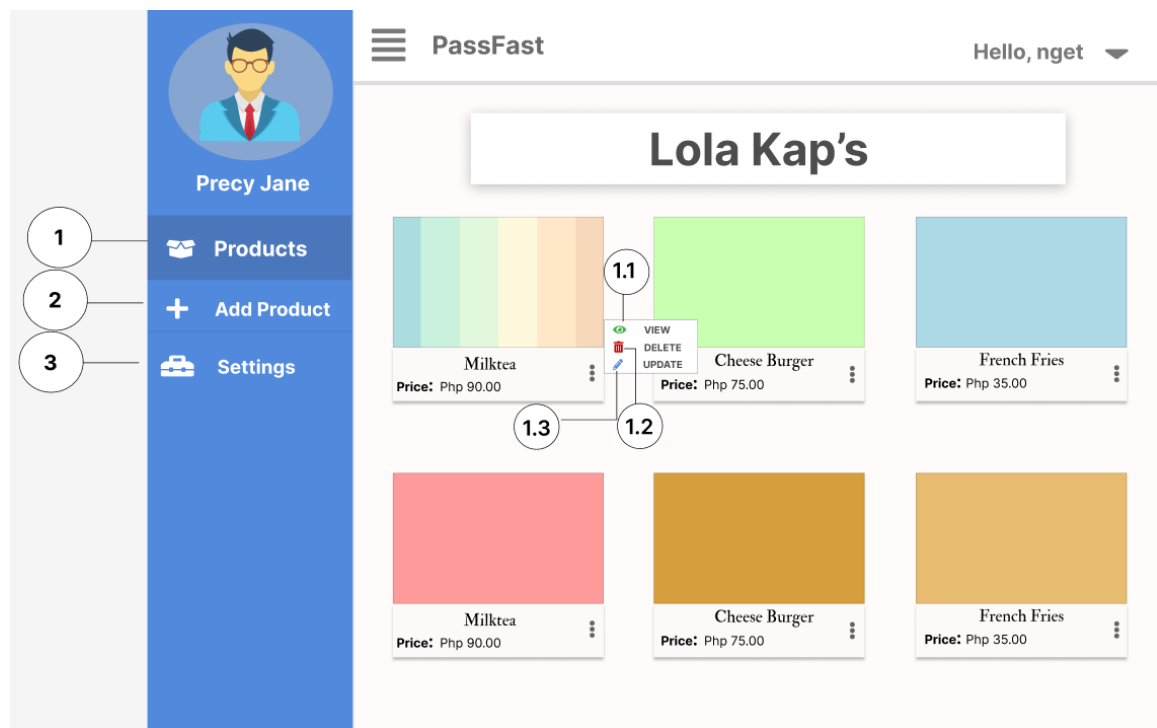 PassFast
Hello, nget
Precy Jane
Lola Kap’s
1
Products
2
Add Product
3
Settings
1.1
VIEW
DELETE
UPDATE
1.3
1.2
Milktea
Price: Php 90.00
Cheese Burger
Price: Php 75.00
French Fries
Price: Php 35.00
Milktea
Price: Php 90.00
Cheese Burger
Price: Php 75.00
French Fries
Price: Php 35.00